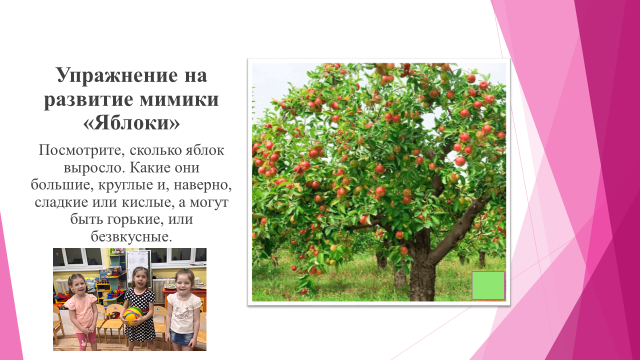 Упражнение на
развитие мимики
«Яблоки»
Посмотрите, сколько яблок
выросло. Какие они
большие, круглые и, наверно,
сладкие или кислые, а могут
быть горькие, или
безвкусные.